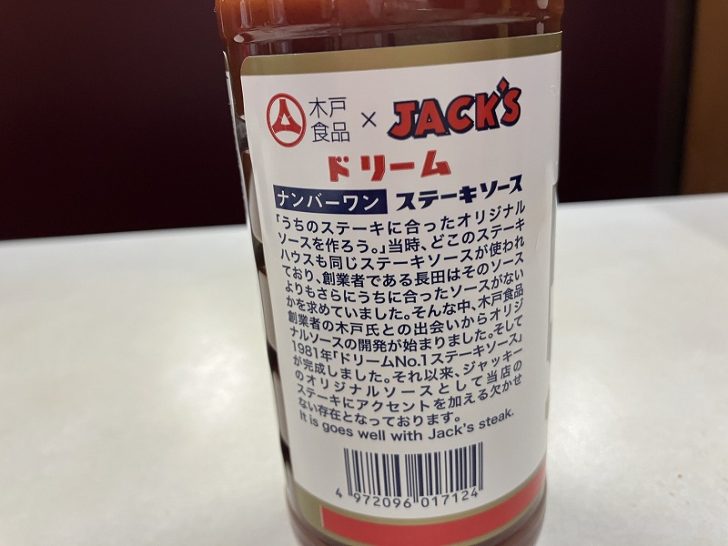 木戸食品 × JACK'S
ドリーム
ナンバーワン ステーキソース
「うちのステーキに合ったオリジナル
ソースを作ろう。」当時、どこのステーキ
ハウスも同じステーキソースが使われ
ており、創業者である長田はそのソース
よりもさらにうちに合ったソースがない
かを求めていました。そんな中、木戸食品
創業者の木戸氏との出会いからオリジ
ナルソースの開発が始まりました。そして
1981年「ドリームNo.1ステーキソース」
が完成しました。それ以来、ジャッキー
のオリジナルソースとして当店の
ステーキにアクセントを加える欠かせ
ない存在となっております。
It is goes well with Jack's steak.
4 972096 017124